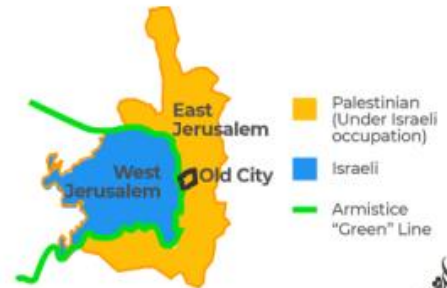 East
Jerusalem
West
Jerusalem
Old City
Palestinian
(Under Israeli
occupation)
Israeli
Armistice
"Green" Line